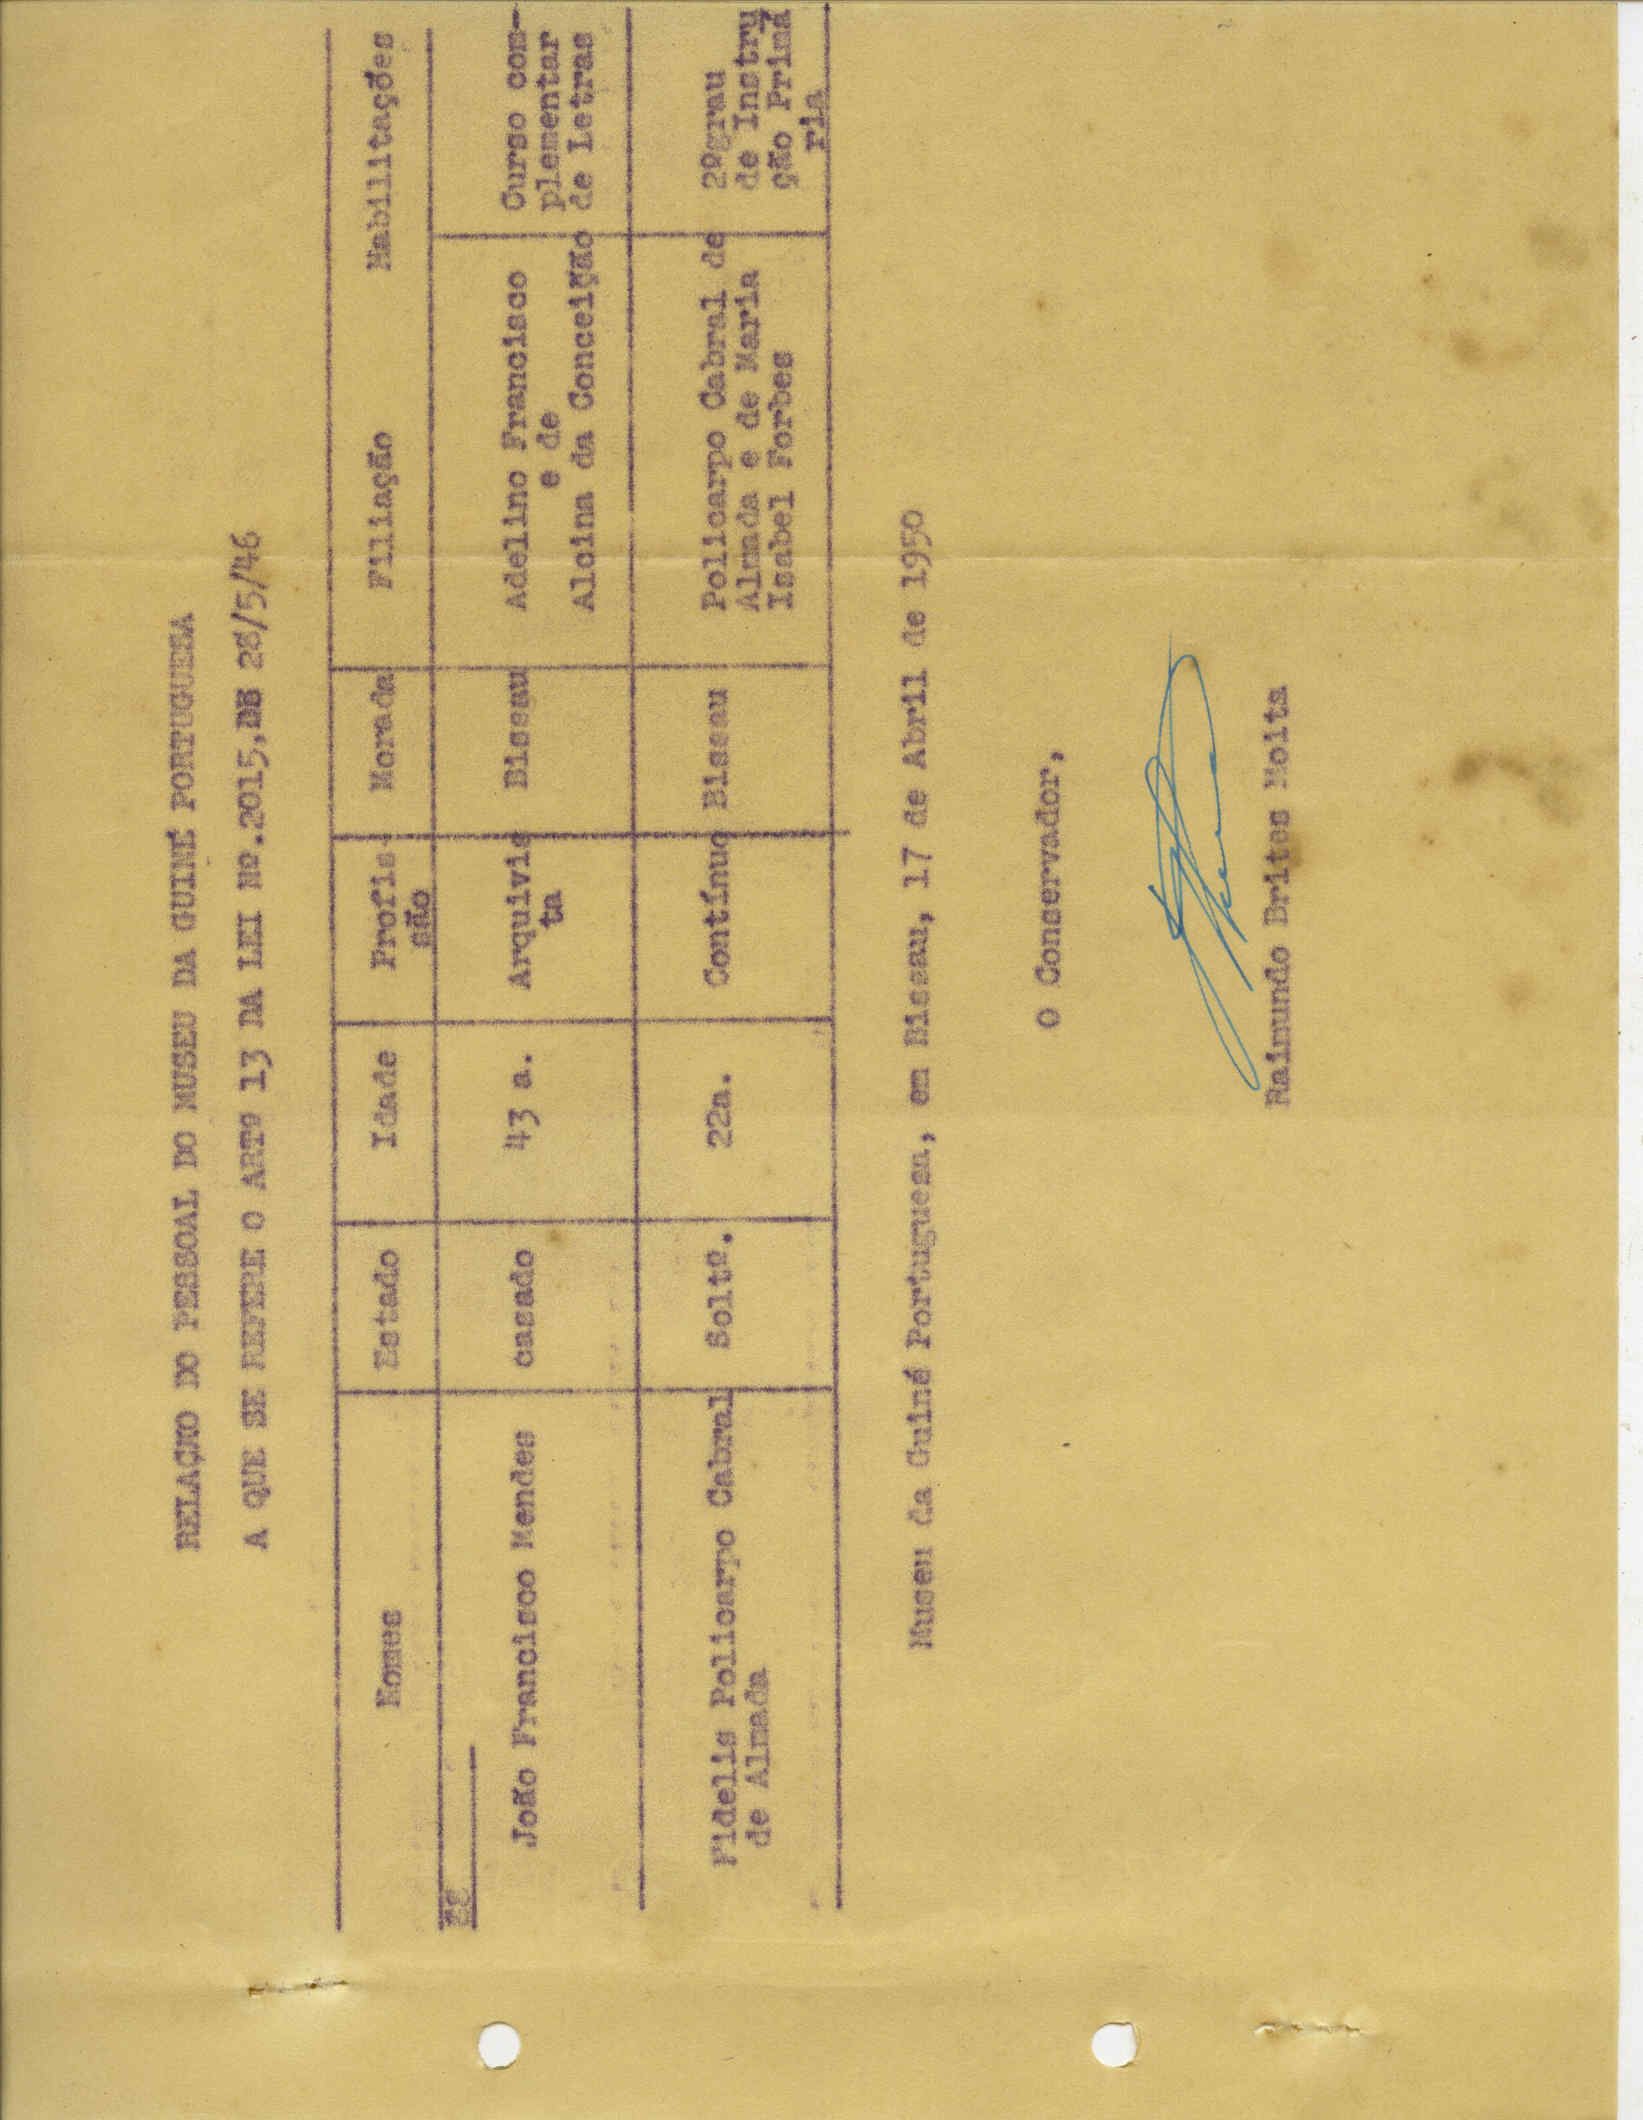 RELAÇÃO DO PESSOAL DO MUSEU DA GUINÉ PORTUGUESA
A QUE SE REFERE O ARTº 13 DA LEI Nº.2015,DE 28/5/46
Nomes Estado Idade Profis- Morada Filiação Habilitações
são
João Francisco Mendes casado 43 a. Arquivis Bissau Adelino Francisco Curso com-
ta e de plementar
Alcina da Conceição de Letras
Fidelis Policarpo Cabral Soltº. 22a. Contínuo Bissau Policarpo Cabral de 2ºgrau
de Almada Almada e de Maria de Instru
Isabel Forbes ção Primá
ria
Museu da Guiné Portuguesa, em Bissau, 17 de Abril de 1950
O Conservador,
Raimundo Brites Moita